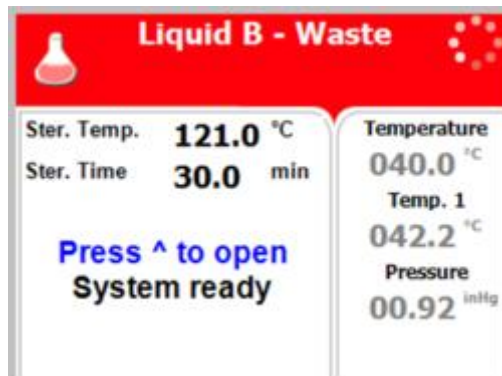 Liquid B - Waste
Ster. Temp. 121.0 °C
Ster. Time 30.0 min
Press ^ to open
System ready
Temperature
040.0 °C
Temp. 1
042.2 °C
Pressure
00.92 inHg